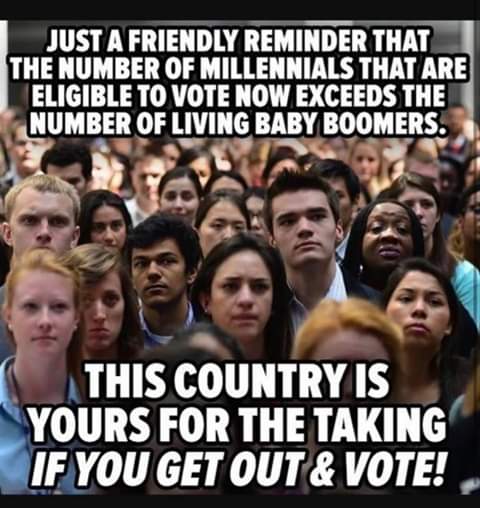 JUST A FRIENDLY REMINDER THAT
THE NUMBER OF MILLENNIALS THAT ARE
ELIGIBLE TO VOTE NOW EXCEEDS THE
NUMBER OF LIVING BABY BOOMERS.
THIS COUNTRY IS
YOURS FOR THE TAKING
IF YOU GET OUT & VOTE!